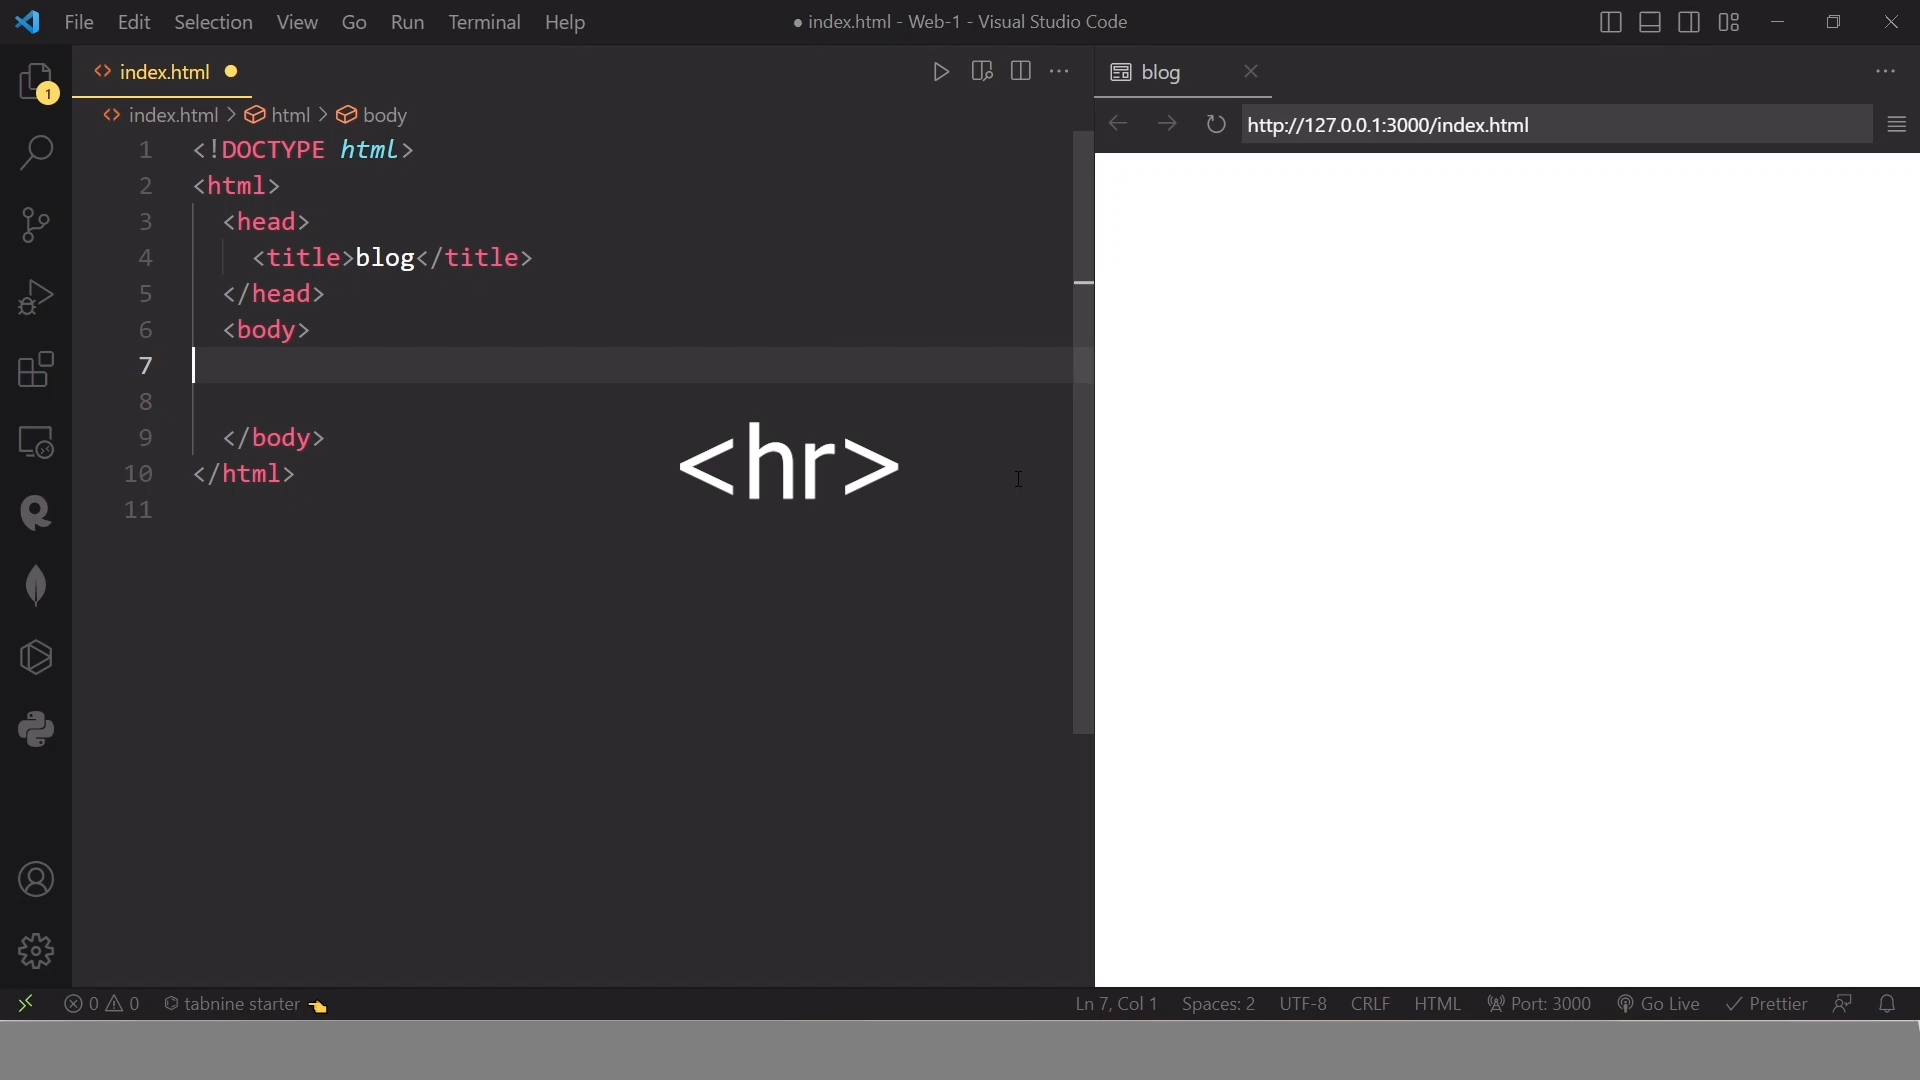 File Edit Selection View Go Run Terminal Help
● index.html - Web-1 - Visual Studio Code
1
index.html
index.html > html > body
1 <!DOCTYPE html>
2 <html>
3 <head>
4 <title>blog</title>
5 </head>
6 <body>
7
8
9 </body>
10 </html>
11
<hr>
blog
http://127.0.0.1:3000/index.html
0 0 tabnine starter Ln 7, Col 1 Spaces: 2 UTF-8 CRLF HTML Port: 3000 Go Live Prettier